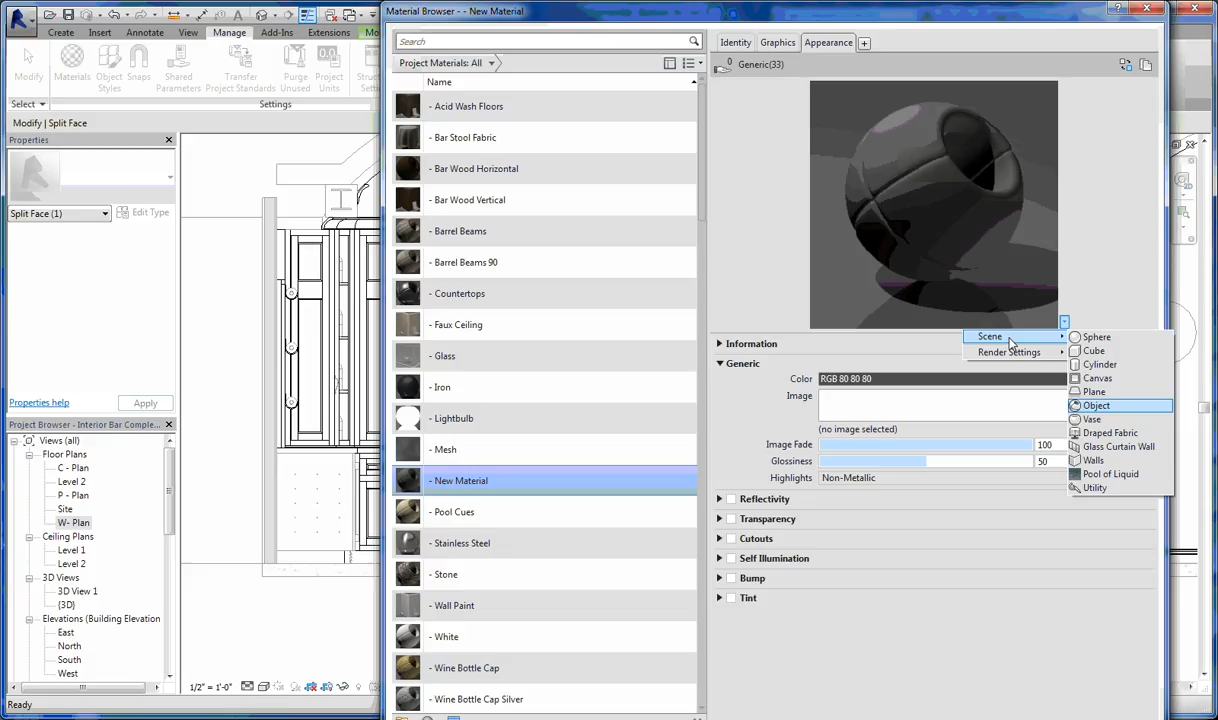 Material Browser - - New Material
Create
Insert
Annotate
View
Manage
Add-Ins
Extensions
Modify
Materials
Object
Styles
Snaps
Shared
Parameters
Transfer
Project Standards
Purge
Unused
Project
Units
Select
Settings
Modify | Split Face
Properties
Split Face (1)
Edit Type
Properties help
Apply
Project Browser - Interior Bar Comple...
Views (all)
Floor Plans
C - Plan
E - Plan
P - Plan
Site
W- Plan
Ceiling Plans
Level 1
Level 2
3D Views
3D View 1
{3D}
Elevations (Building Elevation
East
North
South
West
1/2" = 1'-0"
Ready
Search
Project Materials: All
Name
- Acid Wash Floors
- Bar Stool Fabric
- Bar Wood Horizontal
- Bar Wood Vertical
- Barrel Beams
- Barrel Beams 90
- Countertops
- Faux Ceiling
- Glass
- Iron
- Lightbulb
- Mesh
- New Material
- Pool Cues
- Stainless Steel
- Stone
- Wall Paint
- White
- Wine Bottle Cap
- Wine Bottle Cap Silver
Identity
Graphics
Appearance
0
Generic(33)
Scene
Render Settings
Sphere
Cube
Cylinder
Canvas
Plane
Object
Vase
Draped Fabric
Glass Curtain Wall
Walls
Pool of Liquid
Utility
Information
Generic
Color
RGB 80 80 80
Image
(no image selected)
Image Fade
100
Glossiness
50
Highlights
Non-Metallic
Reflectivity
Transparency
Cutouts
Self Illumination
Bump
Tint